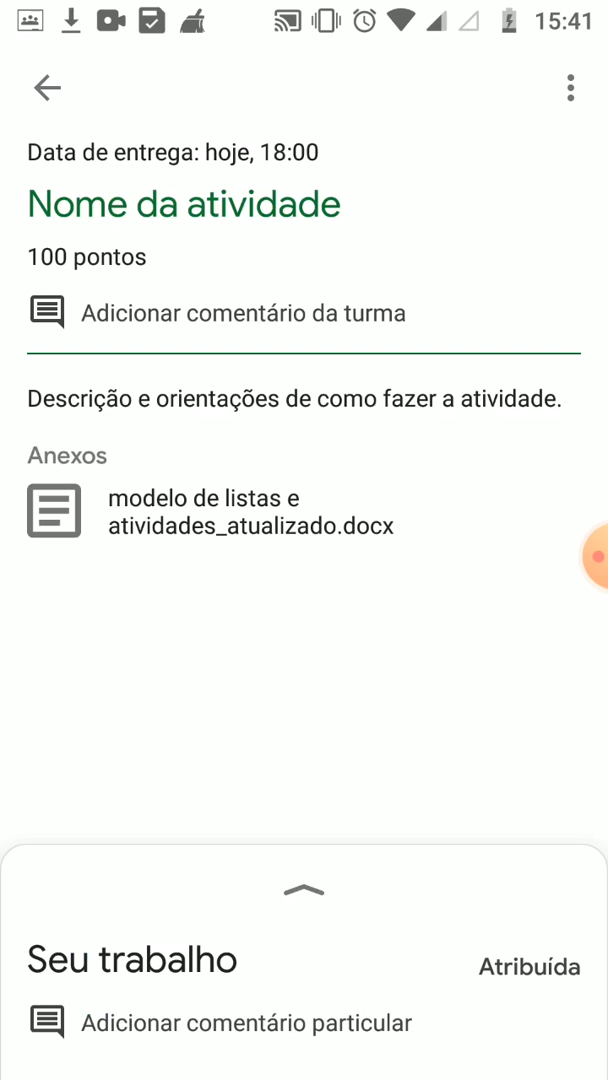 15:41
Data de entrega: hoje, 18:00
Nome da atividade
100 pontos
Adicionar comentário da turma
Descrição e orientações de como fazer a atividade.
Anexos
modelo de listas e
atividades_atualizado.docx
Seu trabalho
Atribuída
Adicionar comentário particular